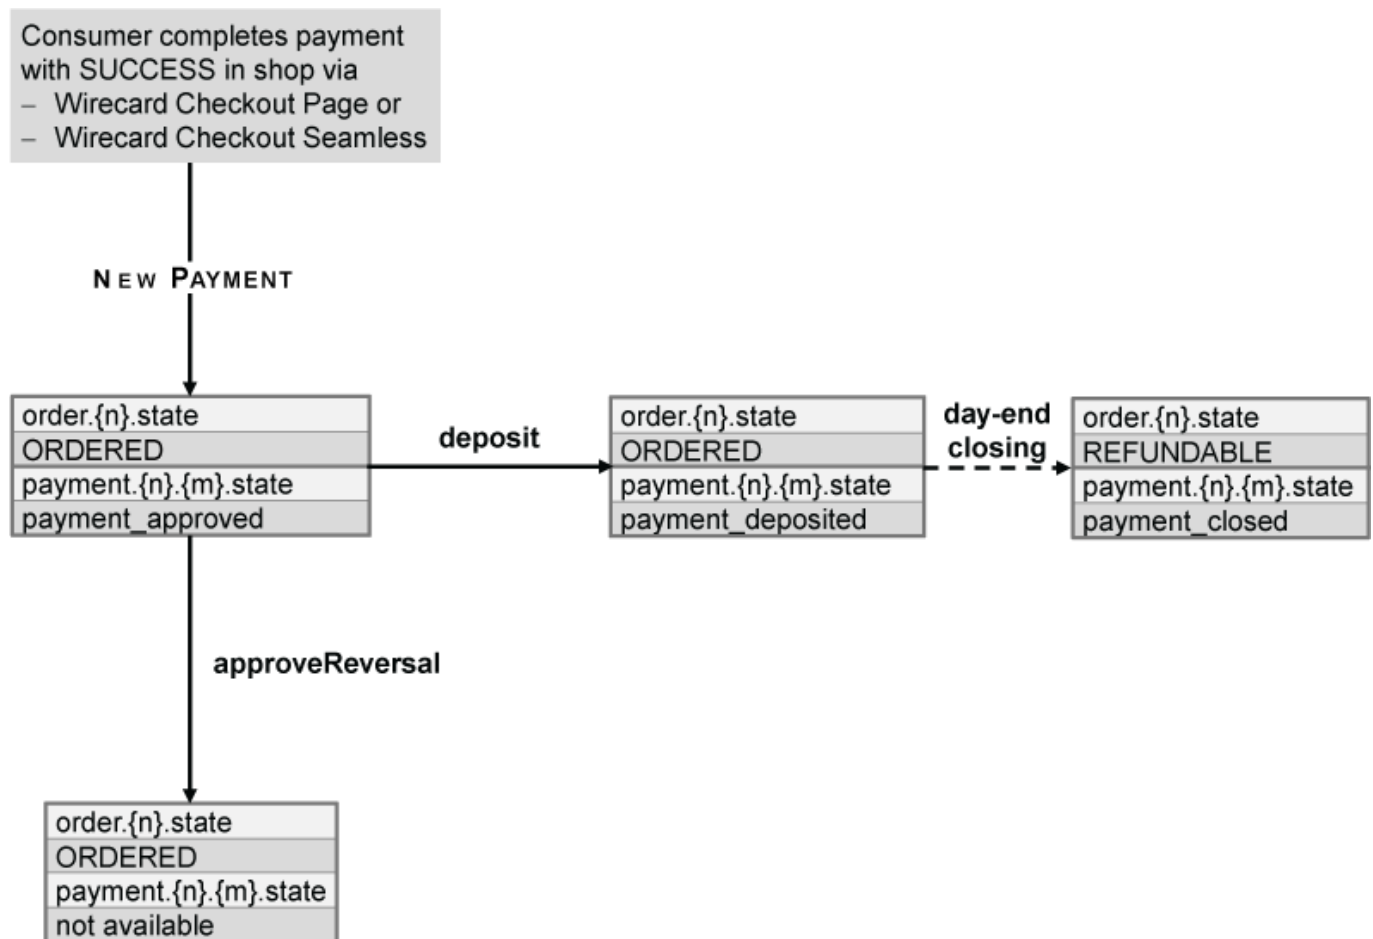 Consumer completes payment
with SUCCESS in shop via
– Wirecard Checkout Page or
– Wirecard Checkout Seamless
NEW PAYMENT
order.{n}.state
ORDERED
payment.{n}.{m}.state
payment_approved
deposit
order.{n}.state
ORDERED
payment.{n}.{m}.state
payment_deposited
day-end
closing
order.{n}.state
REFUNDABLE
payment.{n}.{m}.state
payment_closed
approveReversal
order.{n}.state
ORDERED
payment.{n}.{m}.state
not available